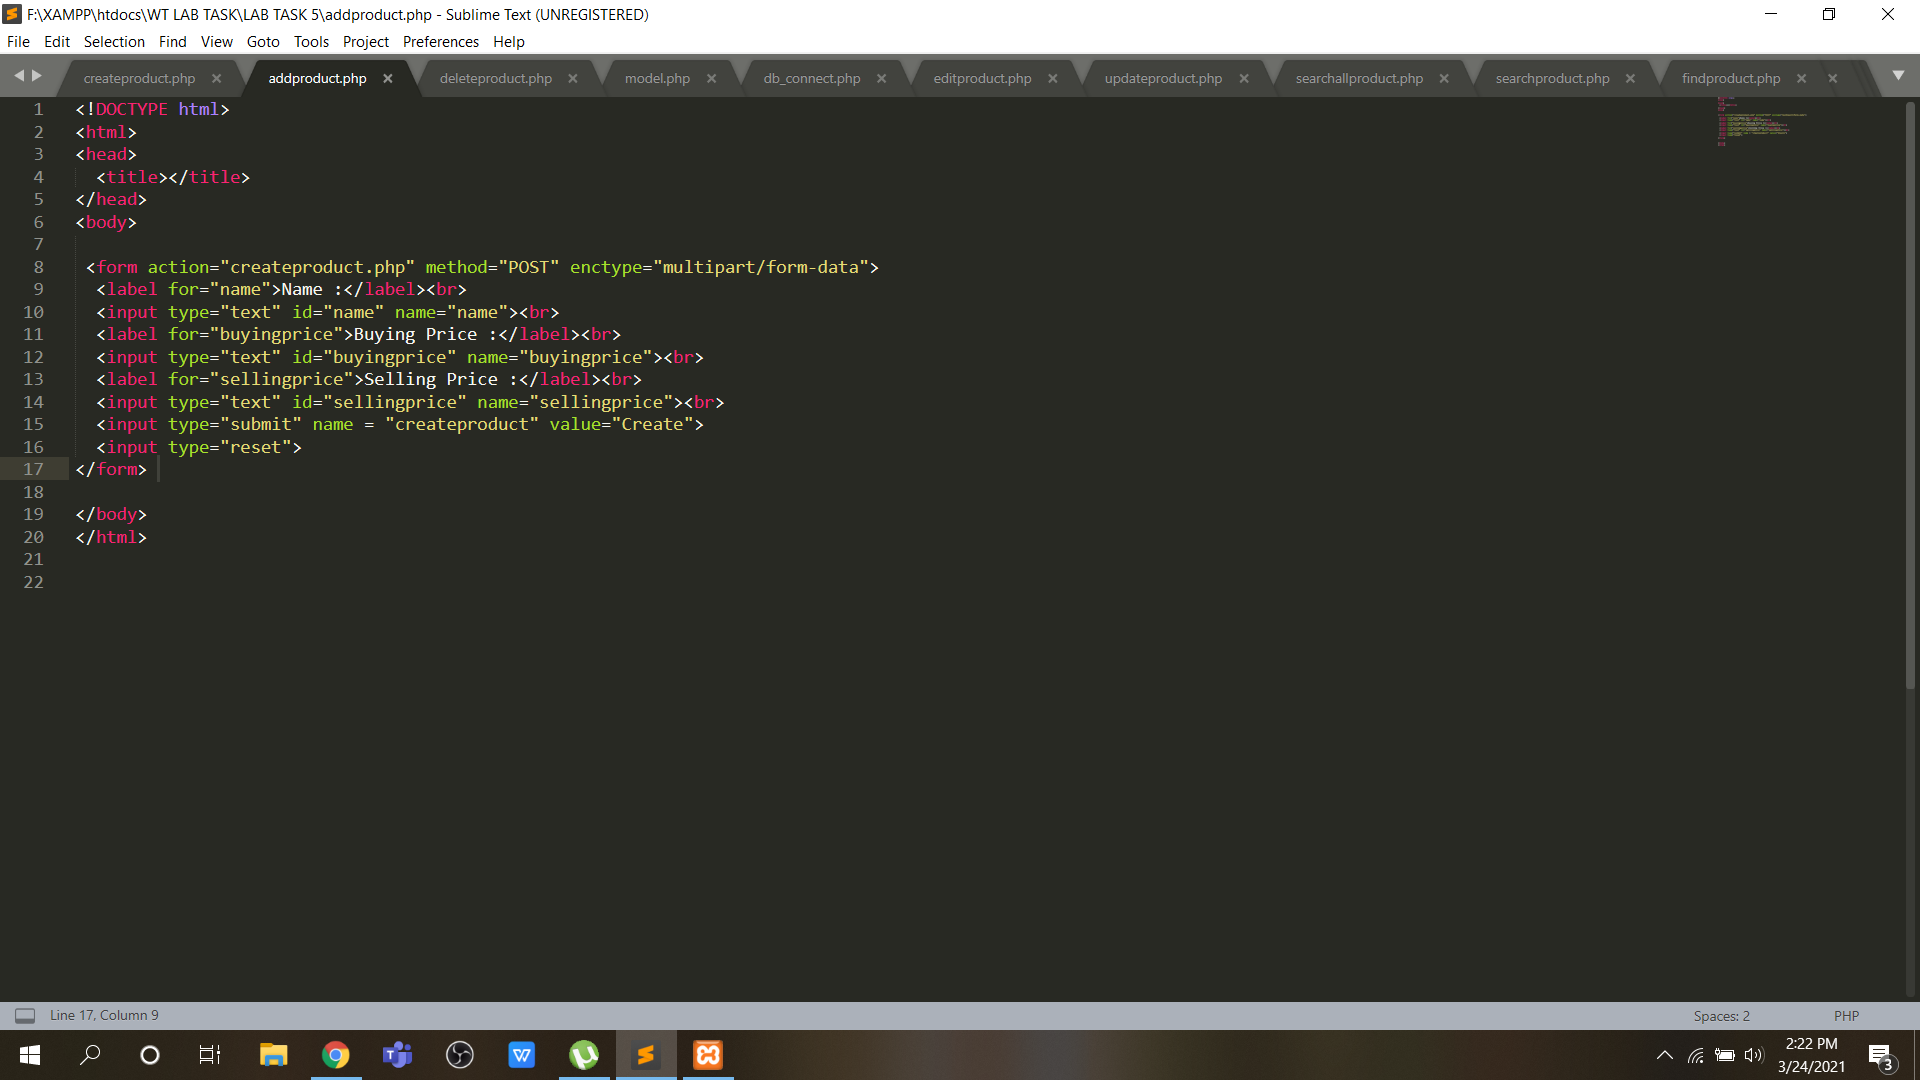 F:\XAMPP\htdocs\WT LAB TASK\LAB TASK 5\addproduct.php - Sublime Text (UNREGISTERED)
File Edit Selection Find View Goto Tools Project Preferences Help
createproduct.php addproduct.php deleteproduct.php model.php db_connect.php editproduct.php updateproduct.php searchallproduct.php searchproduct.php findproduct.php
1 <!DOCTYPE html>
2 <html>
3 <head>
4 <title></title>
5 </head>
6 <body>
7
8 <form action="createproduct.php" method="POST" enctype="multipart/form-data">
9 <label for="name">Name :</label><br>
10 <input type="text" id="name" name="name"><br>
11 <label for="buyingprice">Buying Price :</label><br>
12 <input type="text" id="buyingprice" name="buyingprice"><br>
13 <label for="sellingprice">Selling Price :</label><br>
14 <input type="text" id="sellingprice" name="sellingprice"><br>
15 <input type="submit" name = "createproduct" value="Create">
16 <input type="reset">
17 </form>
18
19 </body>
20 </html>
21
22
Line 17, Column 9 Spaces: 2 PHP
2:22 PM
3/24/2021
3